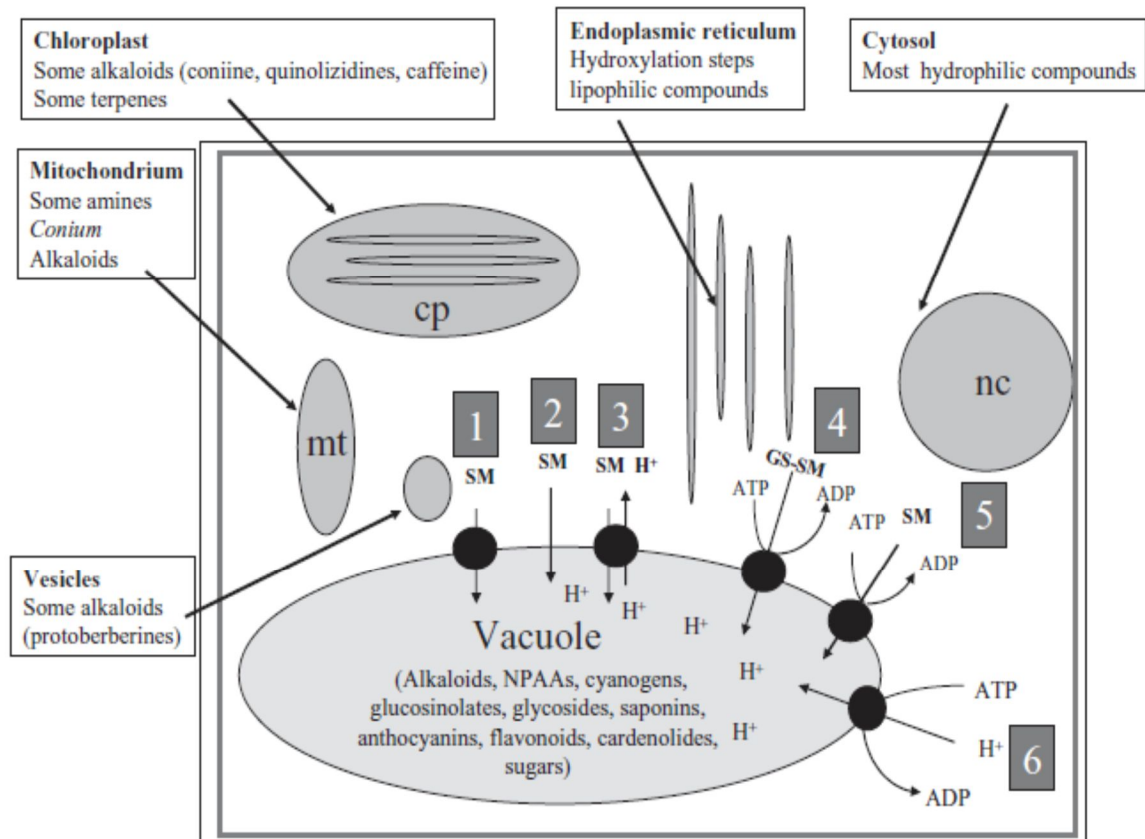 Chloroplast
Some alkaloids (coniine, quinolizidines, caffeine)
Some terpenes
Endoplasmic reticulum
Hydroxylation steps
lipophilic compounds
Cytosol
Most hydrophilic compounds
Mitochondrium
Some amines
Conium
Alkaloids
cp
mt
nc
1
SM
2
SM
3
SM H⁺
4
GS-SM
ATP
ADP
5
ATP
SM
ADP
Vesicles
Some alkaloids
(protoberberines)
H⁺
H⁺
H⁺
Vacuole
H⁺
(Alkaloids, NPAAs, cyanogens,
glucosinolates, glycosides, saponins,
anthocyanins, flavonoids, cardenolides,
sugars)
H⁺
ATP
H⁺
6
ADP